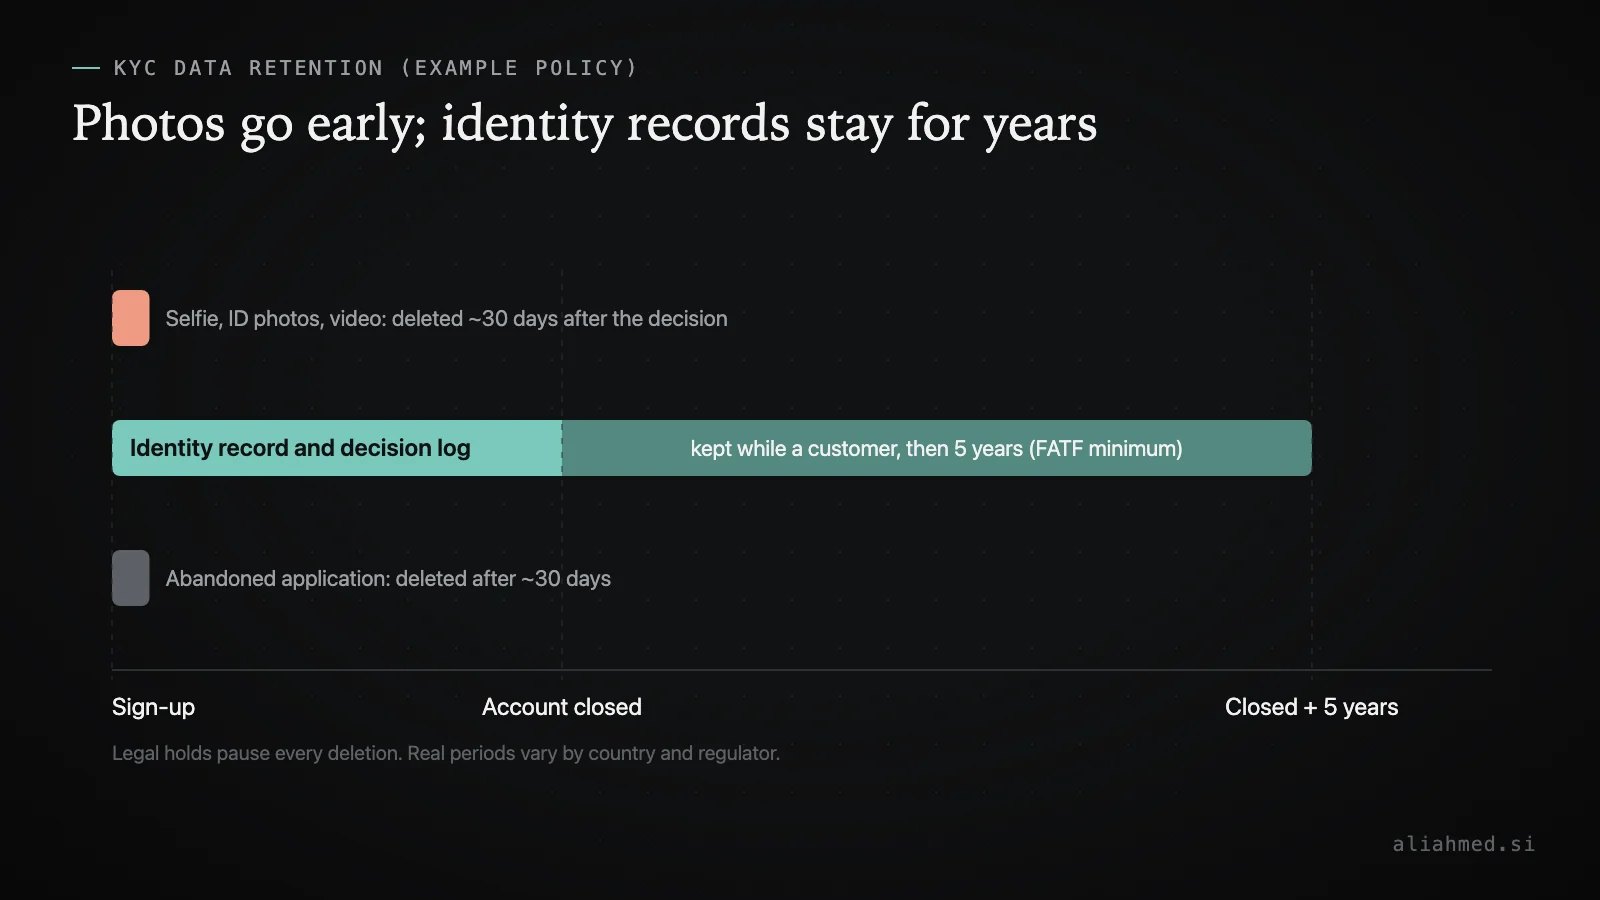 KYC DATA RETENTION (EXAMPLE POLICY)
Photos go early; identity records stay for years
Selfie, ID photos, video: deleted ~30 days after the decision
Identity record and decision log
kept while a customer, then 5 years (FATF minimum)
Abandoned application: deleted after ~30 days
Sign-up
Account closed
Closed + 5 years
Legal holds pause every deletion. Real periods vary by country and regulator.
aliahmed.si